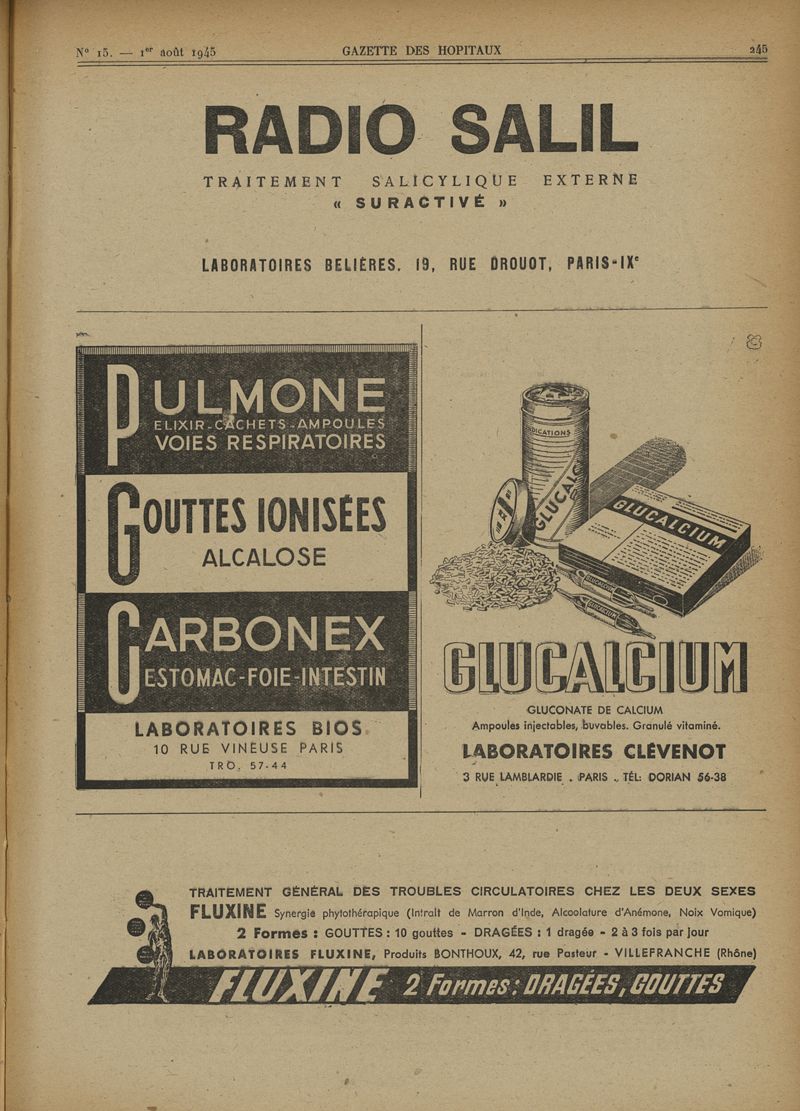 N° 15. — 1er août 1945
GAZETTE DES HOPITAUX
245
RADIO SALIL
TRAITEMENT SALICYLIQUE EXTERNE
« SURACTIVÉ »
LABORATOIRES BELIÈRES, 19, RUE DROUOT, PARIS-IXe
PULMONE
ELIXIR-CACHETS-AMPOULES
VOIES RESPIRATOIRES
GOUTTES IONISÉES
ALCALOSE
CARBONEX
ESTOMAC-FOIE-INTESTIN
LABORATOIRES BIOS
10 RUE VINEUSE PARIS
TRO. 57-44
INDICATIONS
GLUCALCIUM
GLUCALCIUM
GLUCALCIUM
GLUCALCIUM
GLUCALCIUM
GLUCONATE DE CALCIUM
Ampoules injectables, buvables. Granulé vitaminé.
LABORATOIRES CLÉVENOT
3 RUE LAMBLARDIE . PARIS . TÉL: DORIAN 56-38
TRAITEMENT GÉNÉRAL DES TROUBLES CIRCULATOIRES CHEZ LES DEUX SEXES
FLUXINE Synergie phytothérapique (Intrait de Marron d'Inde, Alcoolature d'Anémone, Noix Vomique)
2 Formes : GOUTTES : 10 gouttes - DRAGÉES : 1 dragée - 2 à 3 fois par jour
LABORATOIRES FLUXINE, Produits BONTHOUX, 42, rue Pasteur - VILLEFRANCHE (Rhône)
FLUXINE 2 Formes: DRAGÉES, GOUTTES